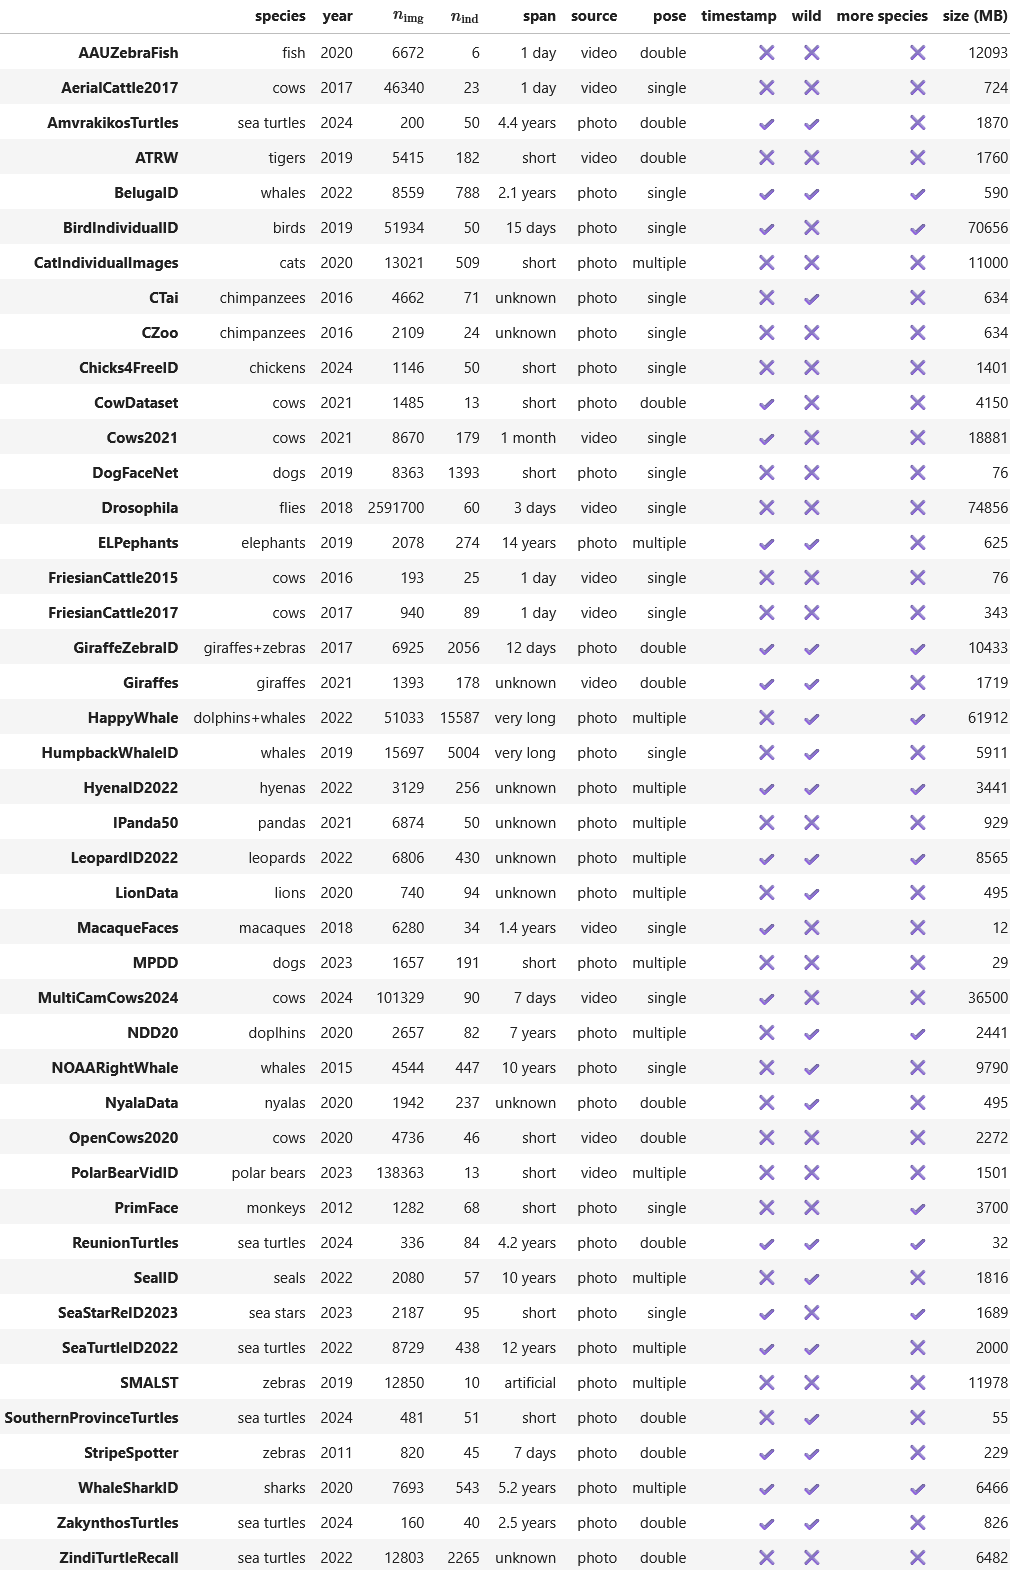 species year n_img n_ind span source pose timestamp wild more species size (MB)
AAUZebraFish fish 2020 6672 6 1 day video double ✗ ✗ ✗ 12093
AerialCattle2017 cows 2017 46340 23 1 day video single ✗ ✗ ✗ 724
AmvrakikosTurtles sea turtles 2024 200 50 4.4 years photo double ✓ ✓ ✗ 1870
ATRW tigers 2019 5415 182 short video double ✗ ✗ ✗ 1760
BelugaID whales 2022 8559 788 2.1 years photo single ✓ ✓ ✓ 590
BirdIndividualID birds 2019 51934 50 15 days photo single ✓ ✗ ✓ 70656
CatIndividualImages cats 2020 13021 509 short photo multiple ✗ ✗ ✗ 11000
CTai chimpanzees 2016 4662 71 unknown photo single ✗ ✓ ✗ 634
CZoo chimpanzees 2016 2109 24 unknown photo single ✗ ✗ ✗ 634
Chicks4FreeID chickens 2024 1146 50 short photo single ✗ ✗ ✗ 1401
CowDataset cows 2021 1485 13 short photo double ✓ ✗ ✗ 4150
Cows2021 cows 2021 8670 179 1 month video single ✓ ✗ ✗ 18881
DogFaceNet dogs 2019 8363 1393 short photo single ✗ ✗ ✗ 76
Drosophila flies 2018 2591700 60 3 days video single ✗ ✗ ✗ 74856
ELPephants elephants 2019 2078 274 14 years photo multiple ✓ ✓ ✗ 625
FriesianCattle2015 cows 2016 193 25 1 day video single ✗ ✗ ✗ 76
FriesianCattle2017 cows 2017 940 89 1 day video single ✗ ✗ ✗ 343
GiraffeZebraID giraffes+zebras 2017 6925 2056 12 days photo double ✓ ✓ ✓ 10433
Giraffes giraffes 2021 1393 178 unknown video double ✓ ✓ ✗ 1719
HappyWhale dolphins+whales 2022 51033 15587 very long photo multiple ✗ ✓ ✓ 61912
HumpbackWhaleID whales 2019 15697 5004 very long photo single ✗ ✓ ✗ 5911
HyenaID2022 hyenas 2022 3129 256 unknown photo multiple ✓ ✓ ✓ 3441
IPanda50 pandas 2021 6874 50 unknown photo multiple ✗ ✗ ✗ 929
LeopardID2022 leopards 2022 6806 430 unknown photo multiple ✓ ✓ ✓ 8565
LionData lions 2020 740 94 unknown photo multiple ✗ ✓ ✗ 495
MacaqueFaces macaques 2018 6280 34 1.4 years video single ✓ ✗ ✗ 12
MPDD dogs 2023 1657 191 short photo multiple ✗ ✗ ✗ 29
MultiCamCows2024 cows 2024 101329 90 7 days video single ✓ ✗ ✗ 36500
NDD20 doplhins 2020 2657 82 7 years photo multiple ✗ ✓ ✓ 2441
NOAARightWhale whales 2015 4544 447 10 years photo single ✗ ✓ ✗ 9790
NyalaData nyalas 2020 1942 237 unknown photo double ✗ ✓ ✗ 495
OpenCows2020 cows 2020 4736 46 short video double ✗ ✗ ✗ 2272
PolarBearVidID polar bears 2023 138363 13 short video multiple ✗ ✗ ✗ 1501
PrimFace monkeys 2012 1282 68 short photo single ✗ ✗ ✓ 3700
ReunionTurtles sea turtles 2024 336 84 4.2 years photo double ✓ ✓ ✓ 32
SealID seals 2022 2080 57 10 years photo multiple ✗ ✓ ✗ 1816
SeaStarReID2023 sea stars 2023 2187 95 short photo single ✓ ✗ ✓ 1689
SeaTurtleID2022 sea turtles 2022 8729 438 12 years photo multiple ✓ ✓ ✗ 2000
SMALST zebras 2019 12850 10 artificial photo multiple ✗ ✗ ✗ 11978
SouthernProvinceTurtles sea turtles 2024 481 51 short photo double ✗ ✓ ✗ 55
StripeSpotter zebras 2011 820 45 7 days photo double ✓ ✓ ✗ 229
WhaleSharkID sharks 2020 7693 543 5.2 years photo multiple ✓ ✓ ✓ 6466
ZakynthosTurtles sea turtles 2024 160 40 2.5 years photo double ✓ ✓ ✗ 826
ZindiTurtleRecall sea turtles 2022 12803 2265 unknown photo double ✗ ✗ ✗ 6482